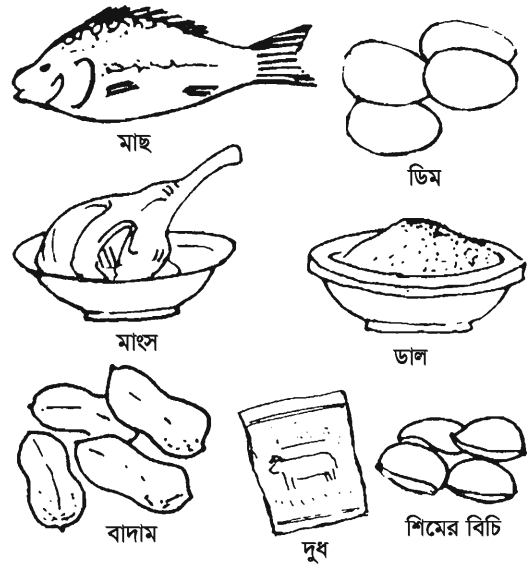 মাছ
ডিম
মাংস
ডাল
বাদাম
দুধ
শিমের বিচি